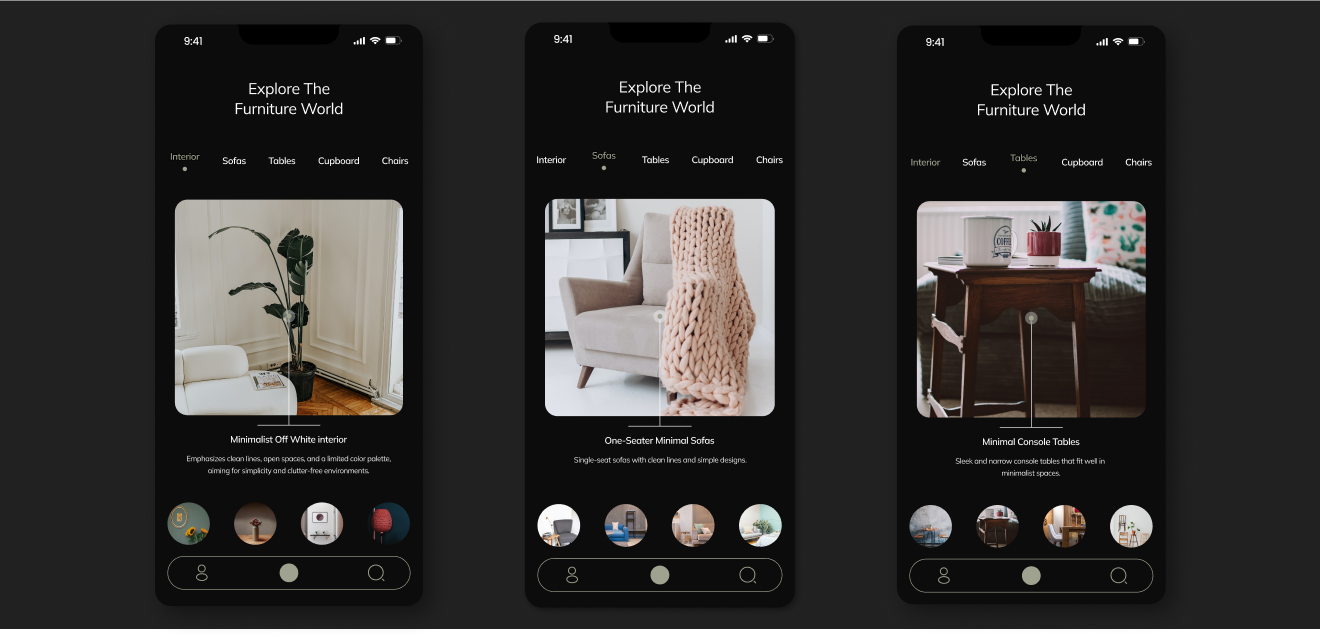 9:41
Explore The
Furniture World
Interior Sofas Tables Cupboard Chairs
Minimalist Off White interior
Emphasizes clean lines, open spaces, and a limited color palette,
aiming for simplicity and clutter-free environments.
9:41
Explore The
Furniture World
Interior Sofas Tables Cupboard Chairs
One-Seater Minimal Sofas
Single-seat sofas with clean lines and simple designs.
9:41
Explore The
Furniture World
Interior Sofas Tables Cupboard Chairs
Minimal Console Tables
Sleek and narrow console tables that fit well in
minimalist spaces.